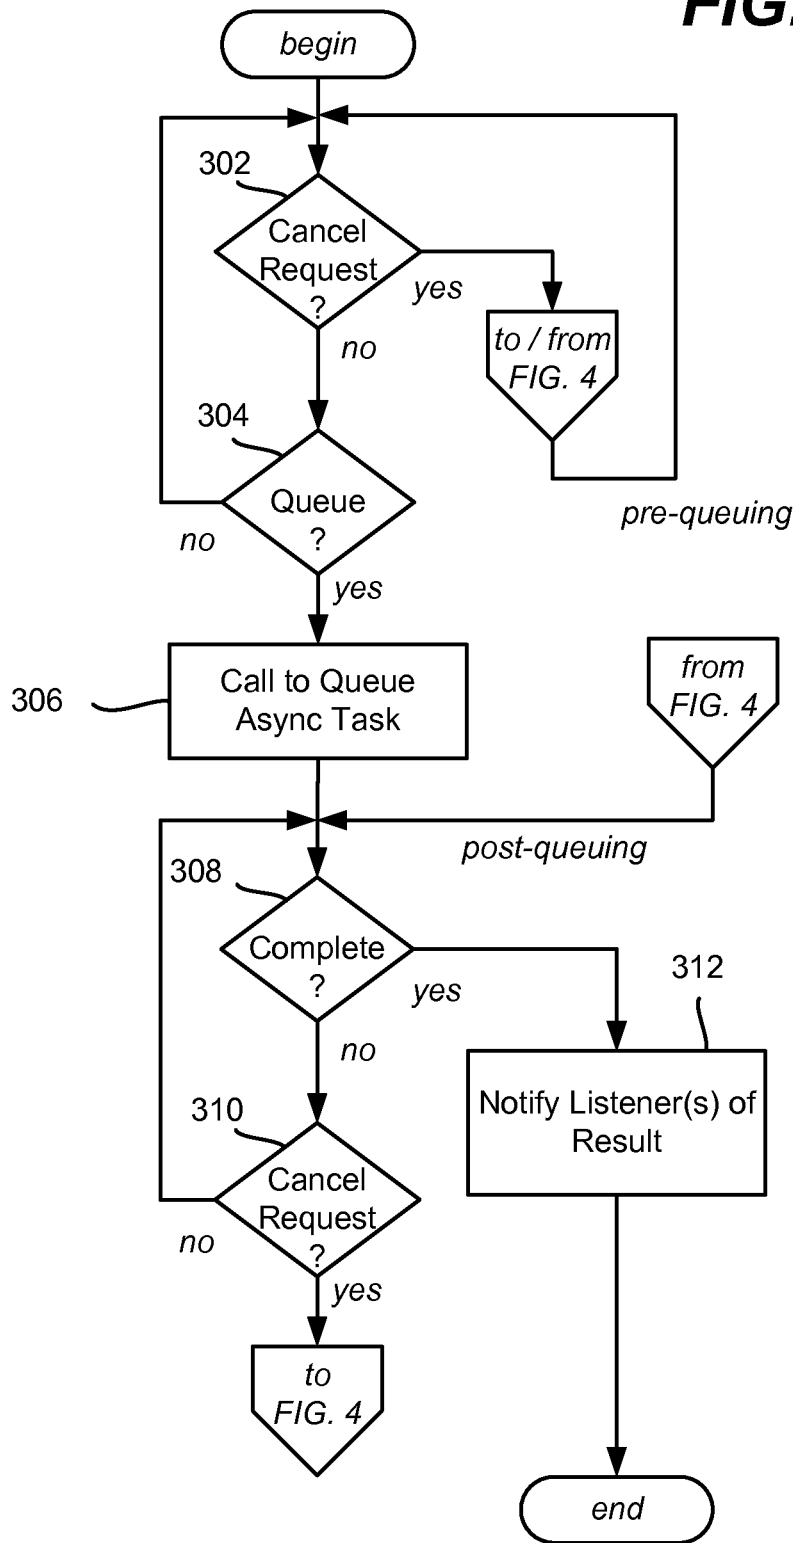 FIG.
begin
302
Cancel
Request
?
yes
no
to / from
FIG. 4
304
Queue
?
no
pre-queuing
yes
306
Call to Queue
Async Task
from
FIG. 4
post-queuing
308
Complete
?
yes
312
no
Notify Listener(s) of
Result
310
Cancel
Request
?
no
yes
to
FIG. 4
end